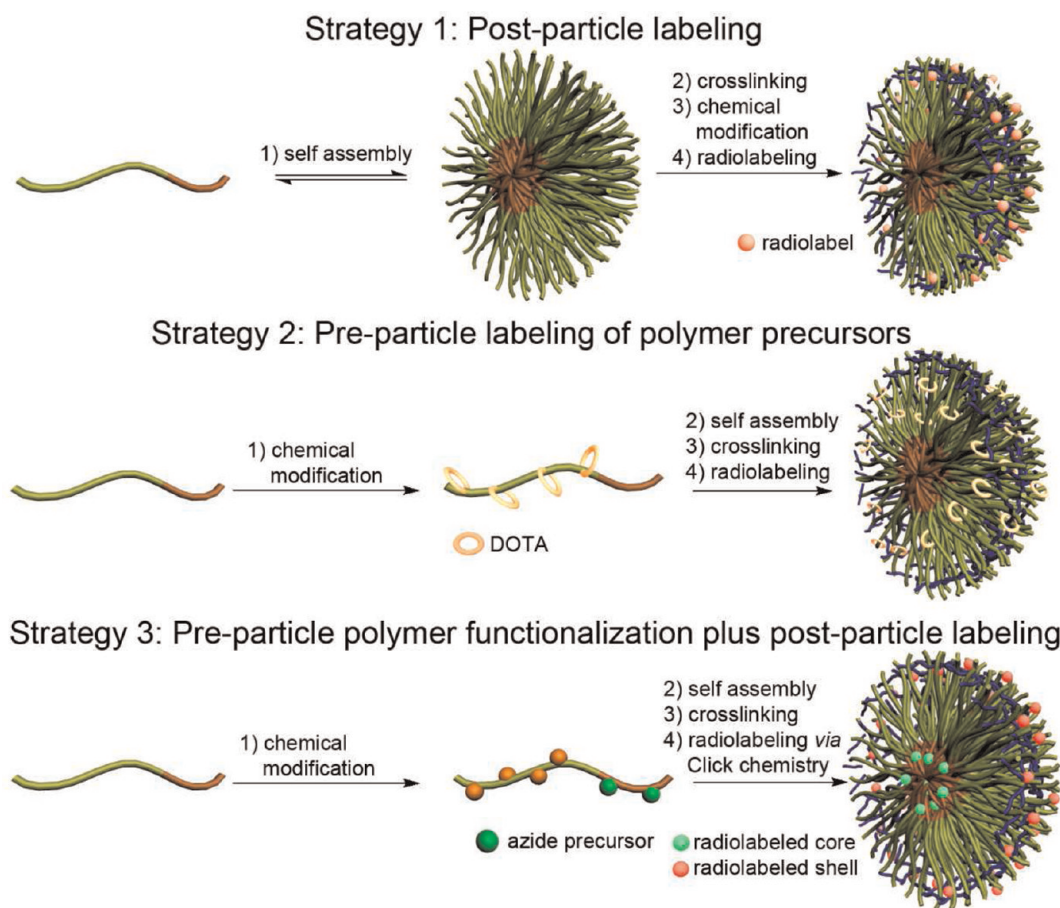 Strategy 1: Post-particle labeling
1) self assembly
2) crosslinking
3) chemical
modification
4) radiolabeling
radiolabel
Strategy 2: Pre-particle labeling of polymer precursors
1) chemical
modification
2) self assembly
3) crosslinking
4) radiolabeling
DOTA
Strategy 3: Pre-particle polymer functionalization plus post-particle labeling
1) chemical
modification
2) self assembly
3) crosslinking
4) radiolabeling via
Click chemistry
azide precursor
radiolabeled core
radiolabeled shell